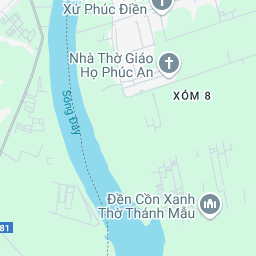 Xứ Phúc Điền
Nhà Thờ Giáo
Họ Phúc An
XÓM 8
Sông Đáy
Đền Cồn Xanh
Thờ Thánh Mẫu
81